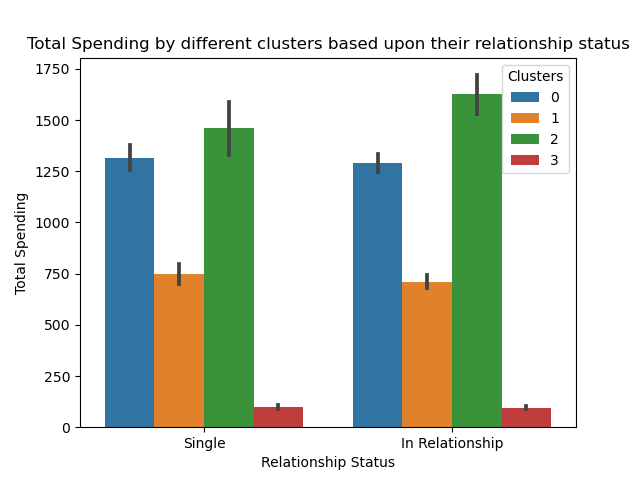 Total Spending by different clusters based upon their relationship status
Total Spending
1750
1500
1250
1000
750
500
250
0
Clusters
0
1
2
3
Single
In Relationship
Relationship Status